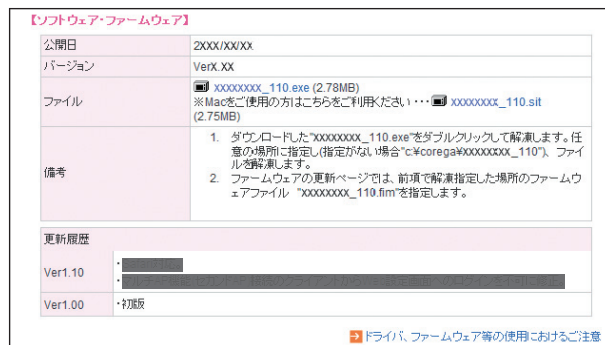 【ソフトウェア・ファームウェア】
公開日 2XXX/XX/XX
バージョン VerX.XX
ファイル
xxxxxxxx_110.exe (2.78MB)
※Macをご使用の方はこちらをご利用ください・・・ xxxxxxxx_110.sit
(2.75MB)
備考
1. ダウンロードした"xxxxxxxx_110.exe"をダブルクリックして解凍します。任
意の場所に指定し(指定がない場合"c:¥corega¥xxxxxxxx_110")、ファイ
ルを解凍します。
2. ファームウェアの更新ページでは、前項で解凍指定した場所のファームウ
ェアファイル "xxxxxxxx_110.fim"を指定します。
更新履歴
Ver1.10
Ver1.00 ・初版
ドライバ、ファームウェア等の使用におけるご注意